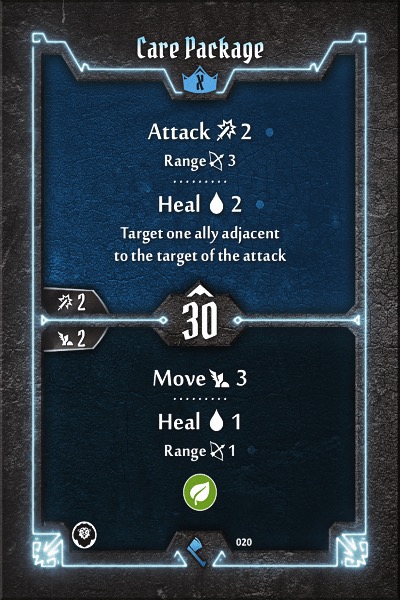 Care Package
X
Attack 2
Range 3
Heal 2
Target one ally adjacent
to the target of the attack
2
30
2
Move 3
Heal 1
Range 1
020